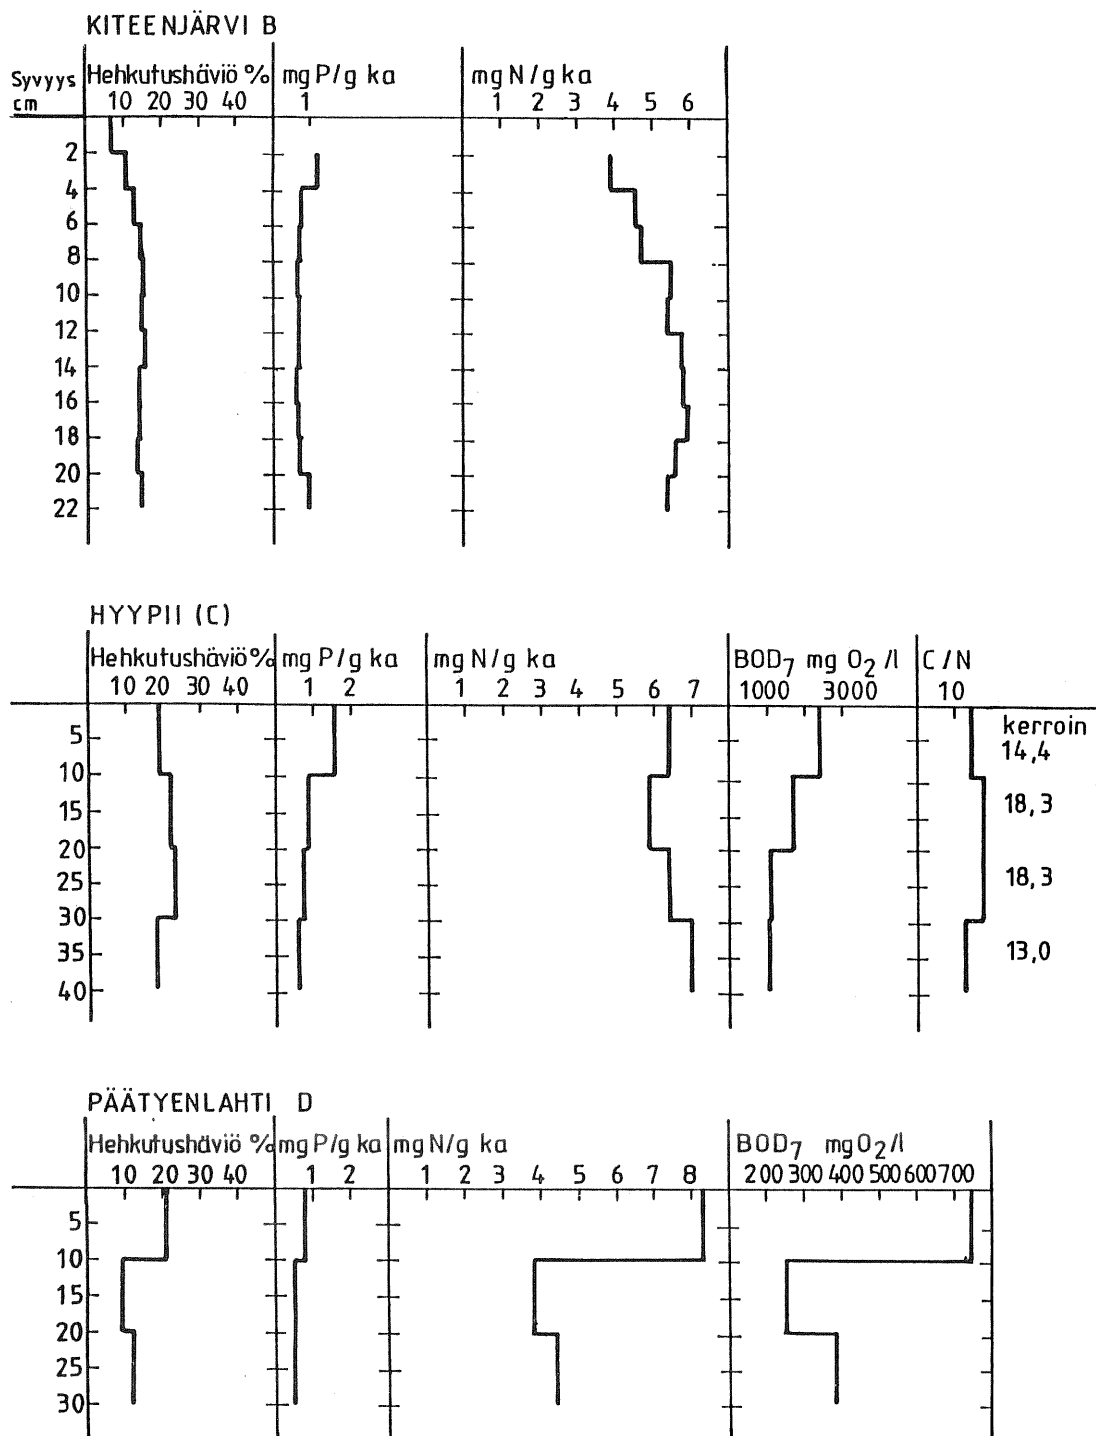 KITEENJÄRVI B
Syvyys cm
Hehkutushäviö %
mg P/g ka
mg N/g ka
10 20 30 40
1
1 2 3 4 5 6
2
4
6
8
10
12
14
16
18
20
22
HYYPII (C)
Hehkutushäviö %
mg P/g ka
mg N/g ka
BOD7 mg O2/l
C/N
10 20 30 40
1 2
1 2 3 4 5 6 7
1000 3000
10
kerroin
5
14,4
10
15
18,3
20
25
18,3
30
35
13,0
40
PÄÄTYENLAHTI D
Hehkutushäviö %
mg P/g ka
mg N/g ka
BOD7 mgO2/l
10 20 30 40
1 2
1 2 3 4 5 6 7 8
200 300 400 500 600 700
5
10
15
20
25
30